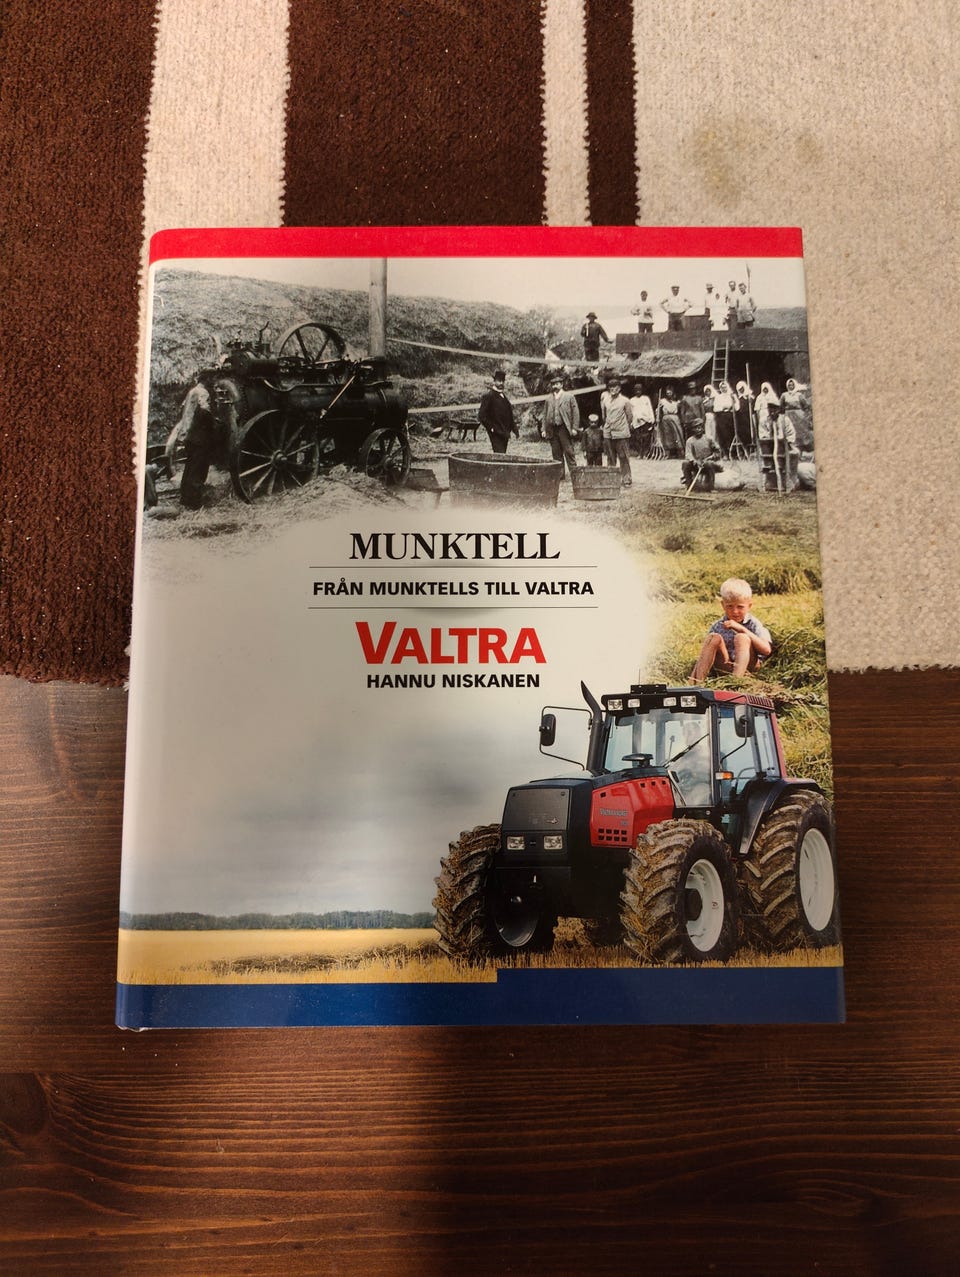 MUNKTELL
FRÅN MUNKTELLS TILL VALTRA
VALTRA
HANNU NISKANEN